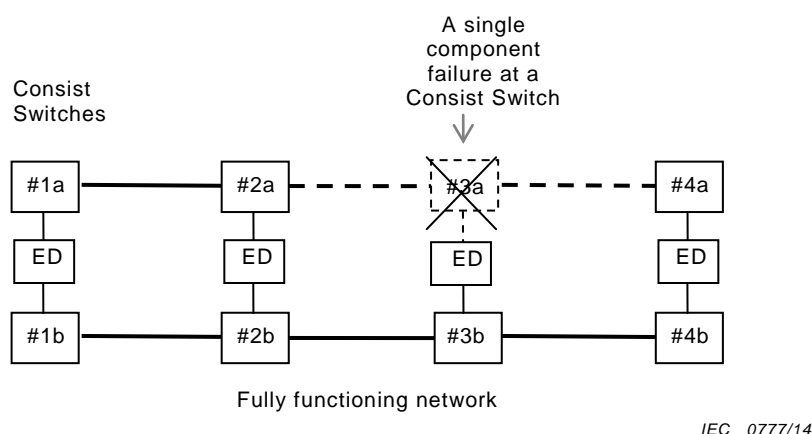 A single
component
failure at a
Consist Switch
Consist
Switches
#1a
#2a
#3a
#4a
ED
ED
ED
ED
#1b
#2b
#3b
#4b
Fully functioning network
IEC 0777/14